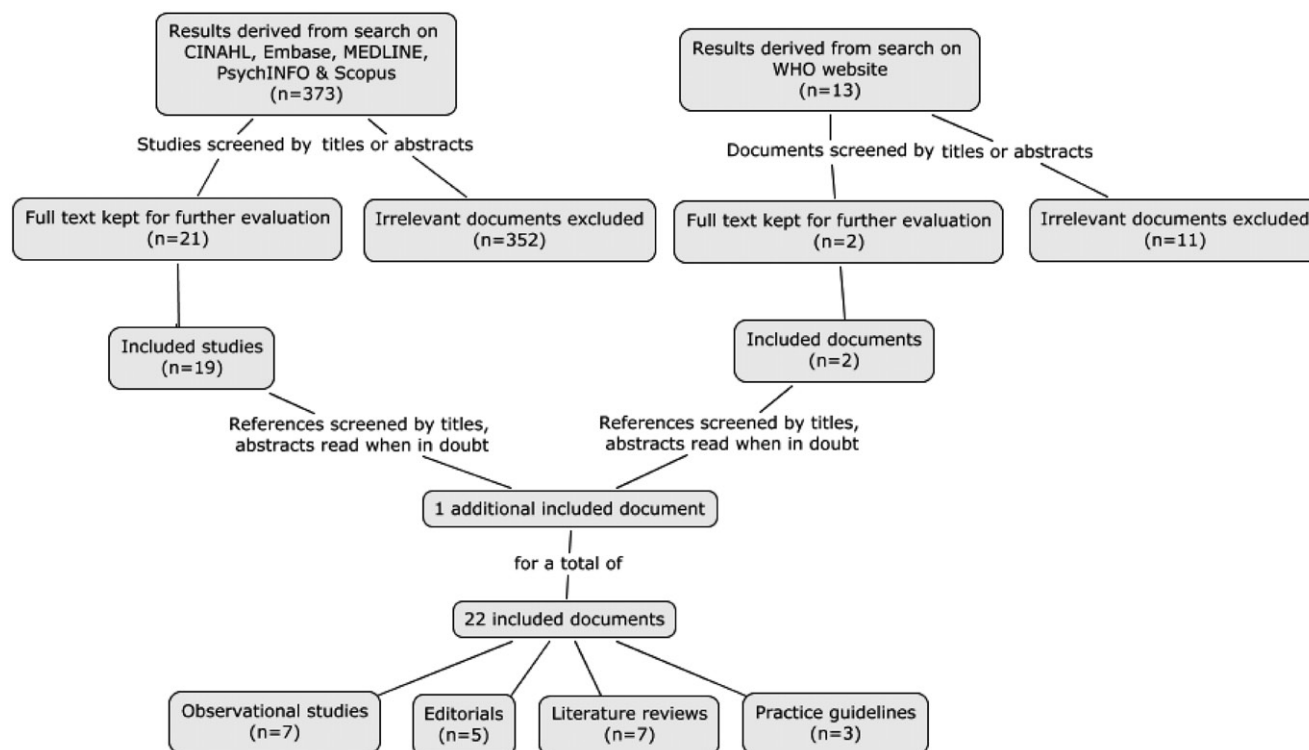 Results derived from search on
CINAHL, Embase, MEDLINE,
PsychINFO & Scopus
(n=373)
Results derived from search on
WHO website
(n=13)
Studies screened by titles or abstracts
Documents screened by titles or abstracts
Full text kept for further evaluation
(n=21)
Irrelevant documents excluded
(n=352)
Full text kept for further evaluation
(n=2)
Irrelevant documents excluded
(n=11)
Included studies
(n=19)
Included documents
(n=2)
References screened by titles,
abstracts read when in doubt
References screened by titles,
abstracts read when in doubt
1 additional included document
for a total of
22 included documents
Observational studies
(n=7)
Editorials
(n=5)
Literature reviews
(n=7)
Practice guidelines
(n=3)